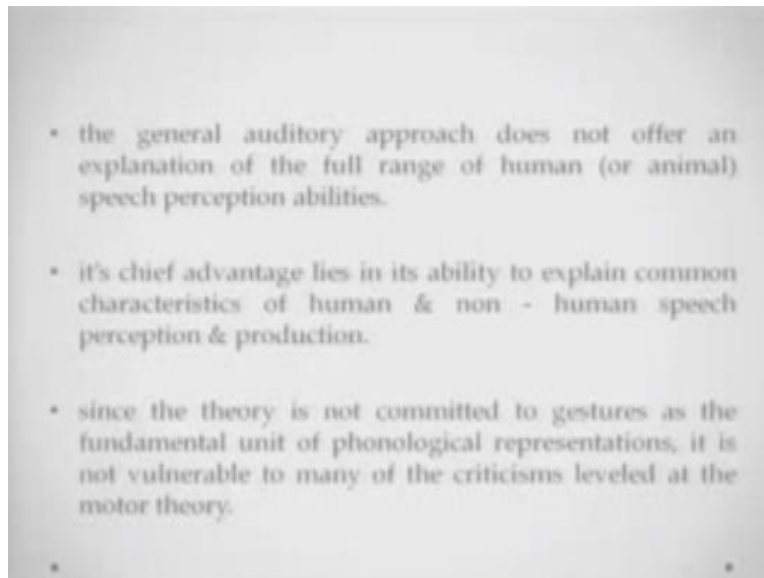 • the general auditory approach does not offer an
explanation of the full range of human (or animal)
speech perception abilities.
• it's chief advantage lies in its ability to explain common
characteristics of human & non - human speech
perception & production.
• since the theory is not committed to gestures as the
fundamental unit of phonological representations, it is
not vulnerable to many of the criticisms leveled at the
motor theory.